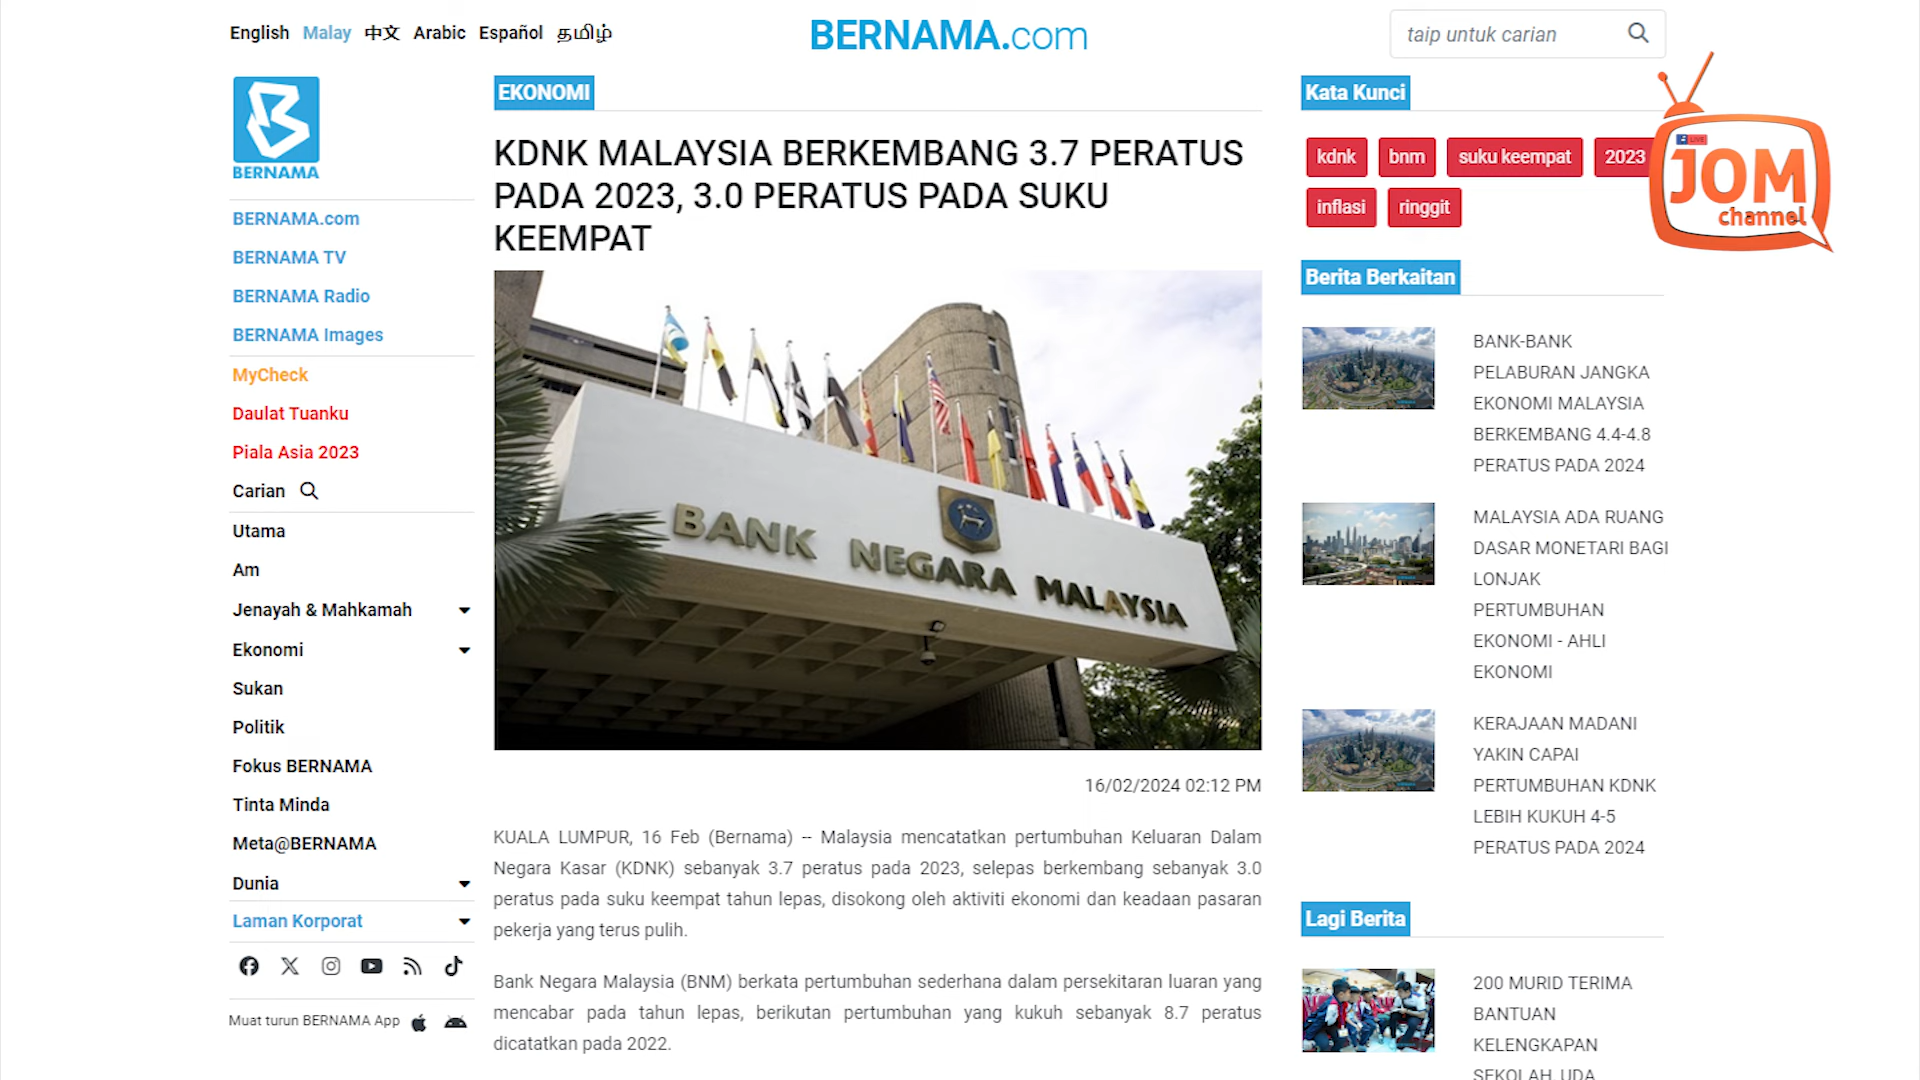 English Malay 中文 Arabic Español தமிழ்
BERNAMA.com
taip untuk carian
BERNAMA
BERNAMA.com
BERNAMA TV
BERNAMA Radio
BERNAMA Images
MyCheck
Daulat Tuanku
Piala Asia 2023
Carian
Utama
Am
Jenayah & Mahkamah
Ekonomi
Sukan
Politik
Fokus BERNAMA
Tinta Minda
Meta@BERNAMA
Dunia
Laman Korporat
Muat turun BERNAMA App
EKONOMI
KDNK MALAYSIA BERKEMBANG 3.7 PERATUS
PADA 2023, 3.0 PERATUS PADA SUKU
KEEMPAT
BANK NEGARA MALAYSIA
16/02/2024 02:12 PM
KUALA LUMPUR, 16 Feb (Bernama) -- Malaysia mencatatkan pertumbuhan Keluaran Dalam
Negara Kasar (KDNK) sebanyak 3.7 peratus pada 2023, selepas berkembang sebanyak 3.0
peratus pada suku keempat tahun lepas, disokong oleh aktiviti ekonomi dan keadaan pasaran
pekerja yang terus pulih.
Bank Negara Malaysia (BNM) berkata pertumbuhan sederhana dalam persekitaran luaran yang
mencabar pada tahun lepas, berikutan pertumbuhan yang kukuh sebanyak 8.7 peratus
dicatatkan pada 2022.
Kata Kunci
kdnk bnm suku keempat 2023
inflasi ringgit
LIVE
JOM
channel
Berita Berkaitan
BANK-BANK
PELABURAN JANGKA
EKONOMI MALAYSIA
BERKEMBANG 4.4-4.8
PERATUS PADA 2024
MALAYSIA ADA RUANG
DASAR MONETARI BAGI
LONJAK
PERTUMBUHAN
EKONOMI - AHLI
EKONOMI
KERAJAAN MADANI
YAKIN CAPAI
PERTUMBUHAN KDNK
LEBIH KUKUH 4-5
PERATUS PADA 2024
Lagi Berita
200 MURID TERIMA
BANTUAN
KELENGKAPAN
SEKOLAH, UDA